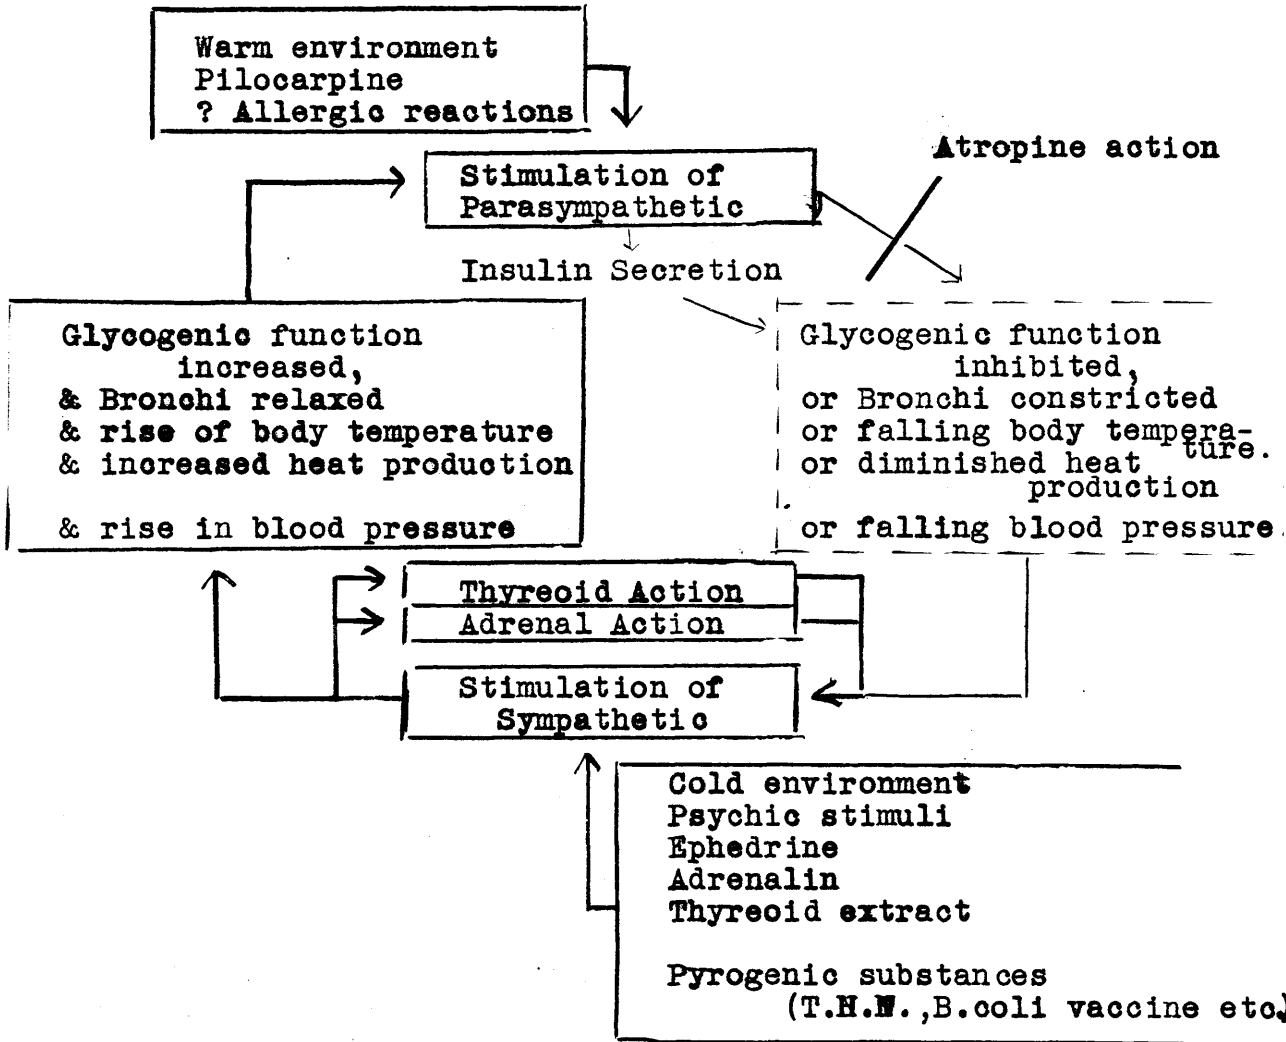 Warm environment
Pilocarpine
? Allergic reactions
Atropine action
Stimulation of
Parasympathetic
Insulin Secretion
Glycogenic function
increased,
& Bronchi relaxed
& rise of body temperature
& increased heat production
& rise in blood pressure
Glycogenic function
inhibited,
or Bronchi constricted
or falling body tempera-
ture.
or diminished heat
production
or falling blood pressure.
Thyreoid Action
Adrenal Action
Stimulation of
Sympathetic
Cold environment
Psychic stimuli
Ephedrine
Adrenalin
Thyreoid extract
Pyrogenic substances
(B.coli vaccine etc)